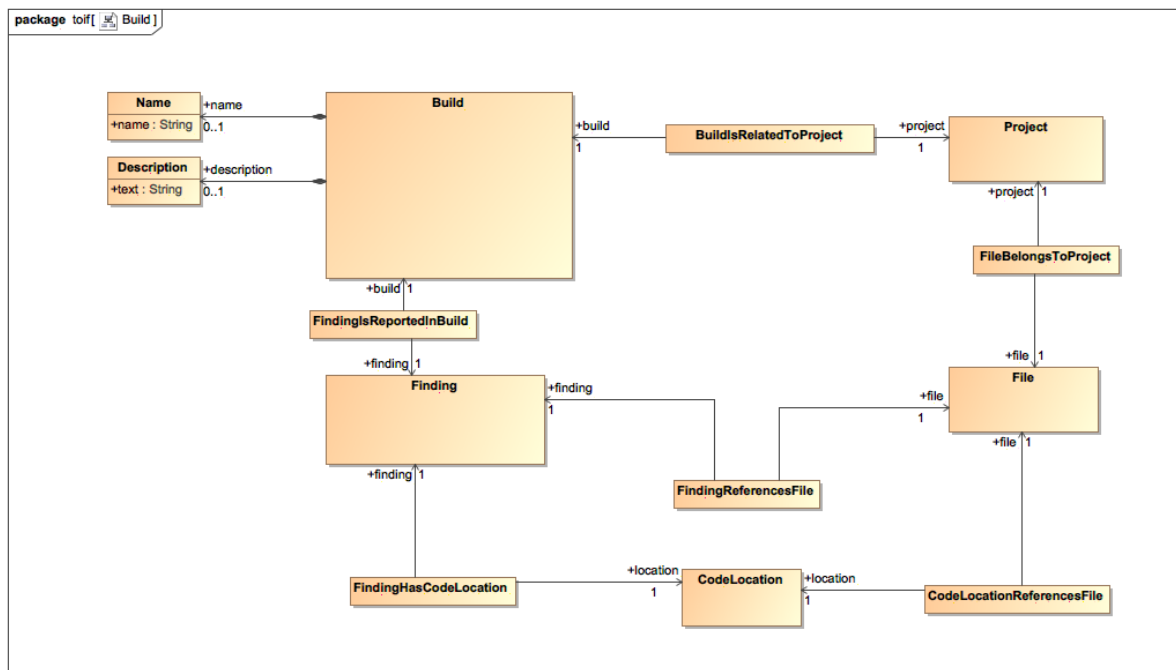 package toif[ Build ]
Name
+name : String
+name
0..1
Description
+text : String
+description
0..1
Build
+build
1
BuildIsRelatedToProject
+project
1
Project
+project 1
FileBelongsToProject
+build 1
FindingIsReportedInBuild
+finding 1
Finding
+finding
1
+file 1
File
+file
1
+file 1
+finding 1
FindingReferencesFile
FindingHasCodeLocation
+location
1
CodeLocation
+location
1
CodeLocationReferencesFile